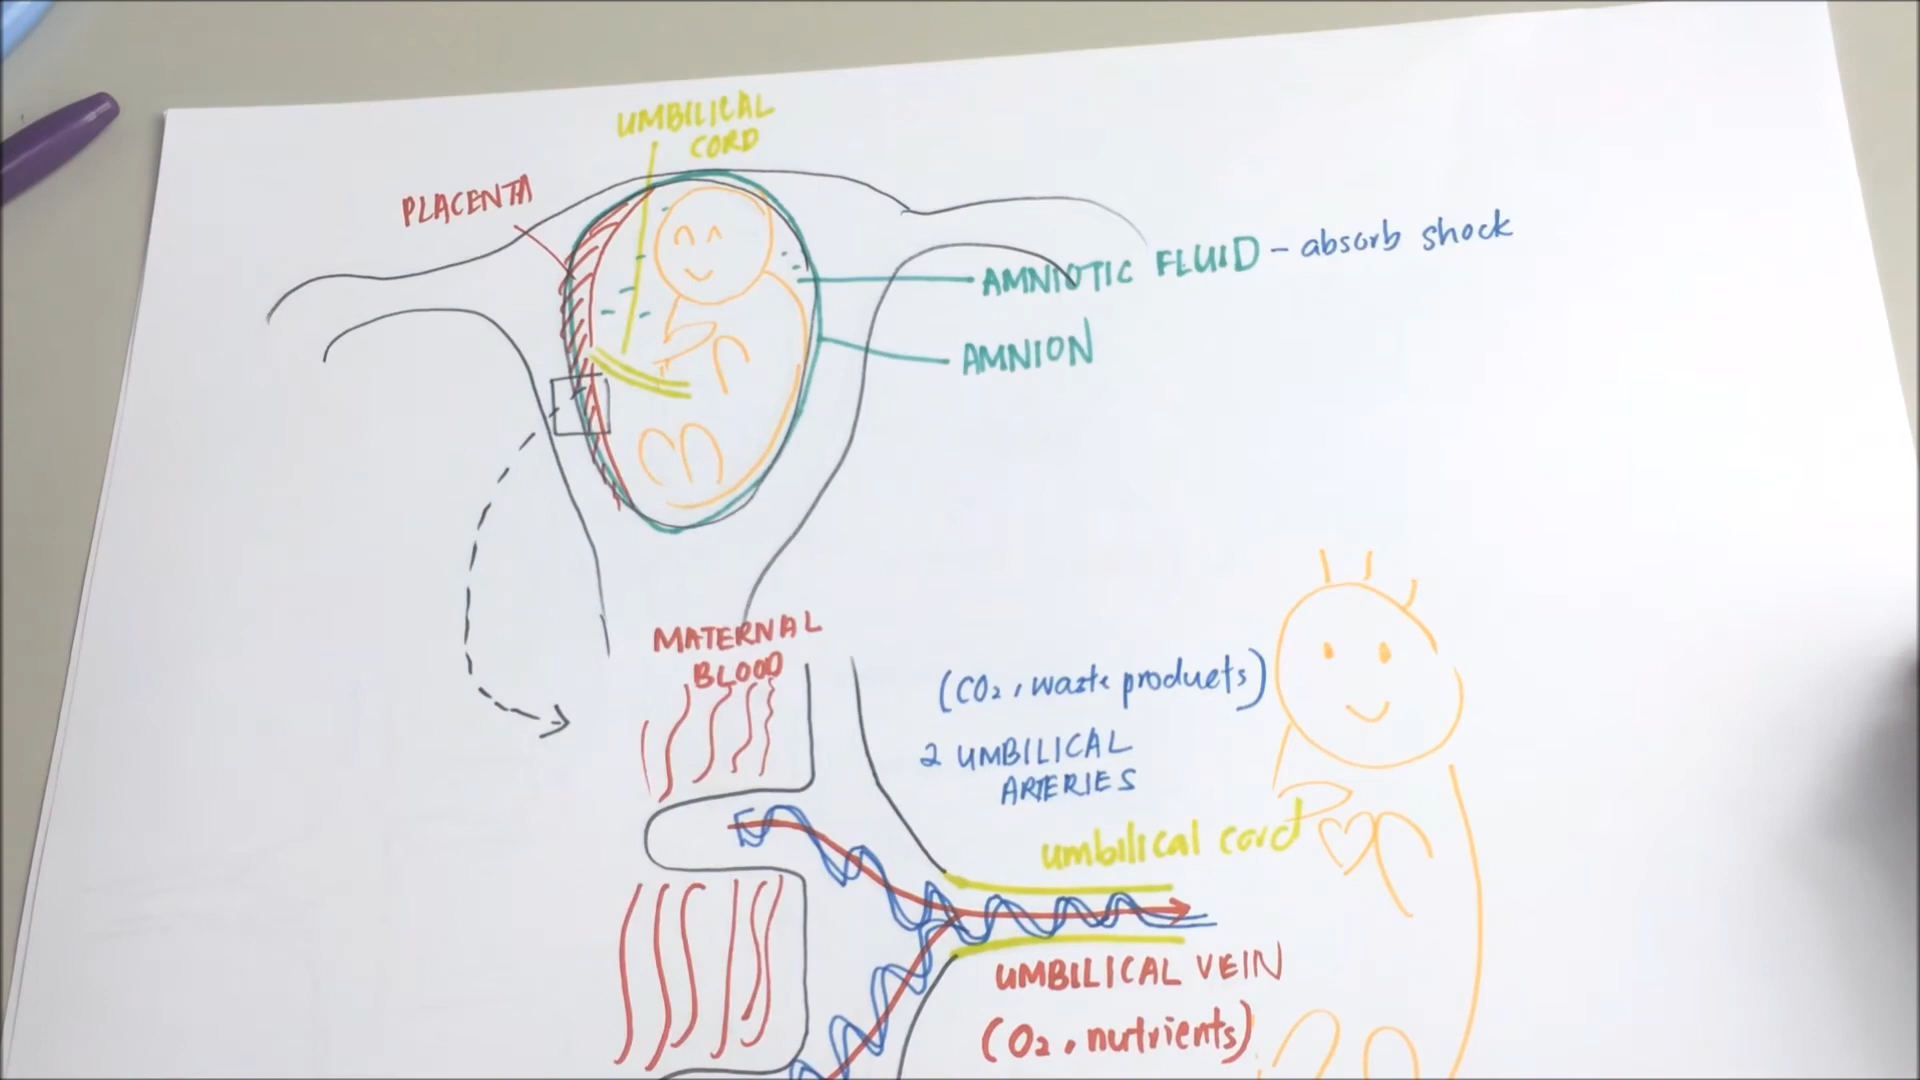 UMBILICAL
CORD
PLACENTA
AMNIOTIC FLUID - absorb shock
AMNION
MATERNAL
BLOOD
(CO₂, waste products)
2 UMBILICAL
ARTERIES
umbilical cord
UMBILICAL VEIN
(O₂, nutrients)